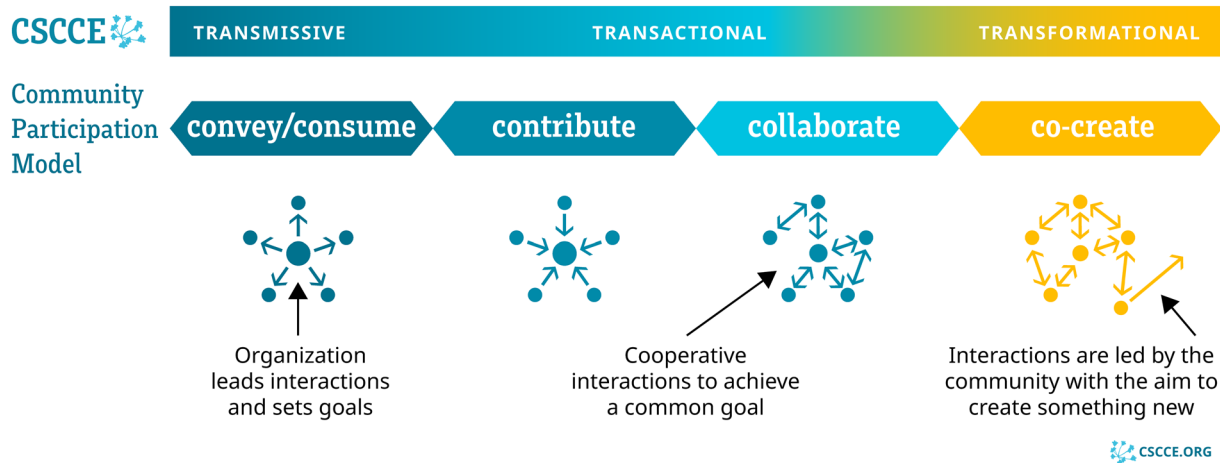 CSCCE
TRANSMISSIVE
TRANSACTIONAL
TRANSFORMATIONAL
Community
Participation
Model
convey/consume
contribute
collaborate
co-create
Organization
leads interactions
and sets goals
Cooperative
interactions to achieve
a common goal
Interactions are led by the
community with the aim to
create something new
CSCCE.ORG